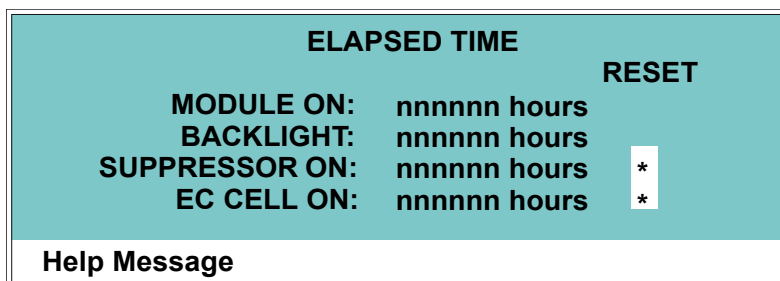 ELAPSED TIME
RESET
MODULE ON: nnnnnn hours
BACKLIGHT: nnnnnn hours
SUPPRESSOR ON: nnnnnn hours *
EC CELL ON: nnnnnn hours *
Help Message